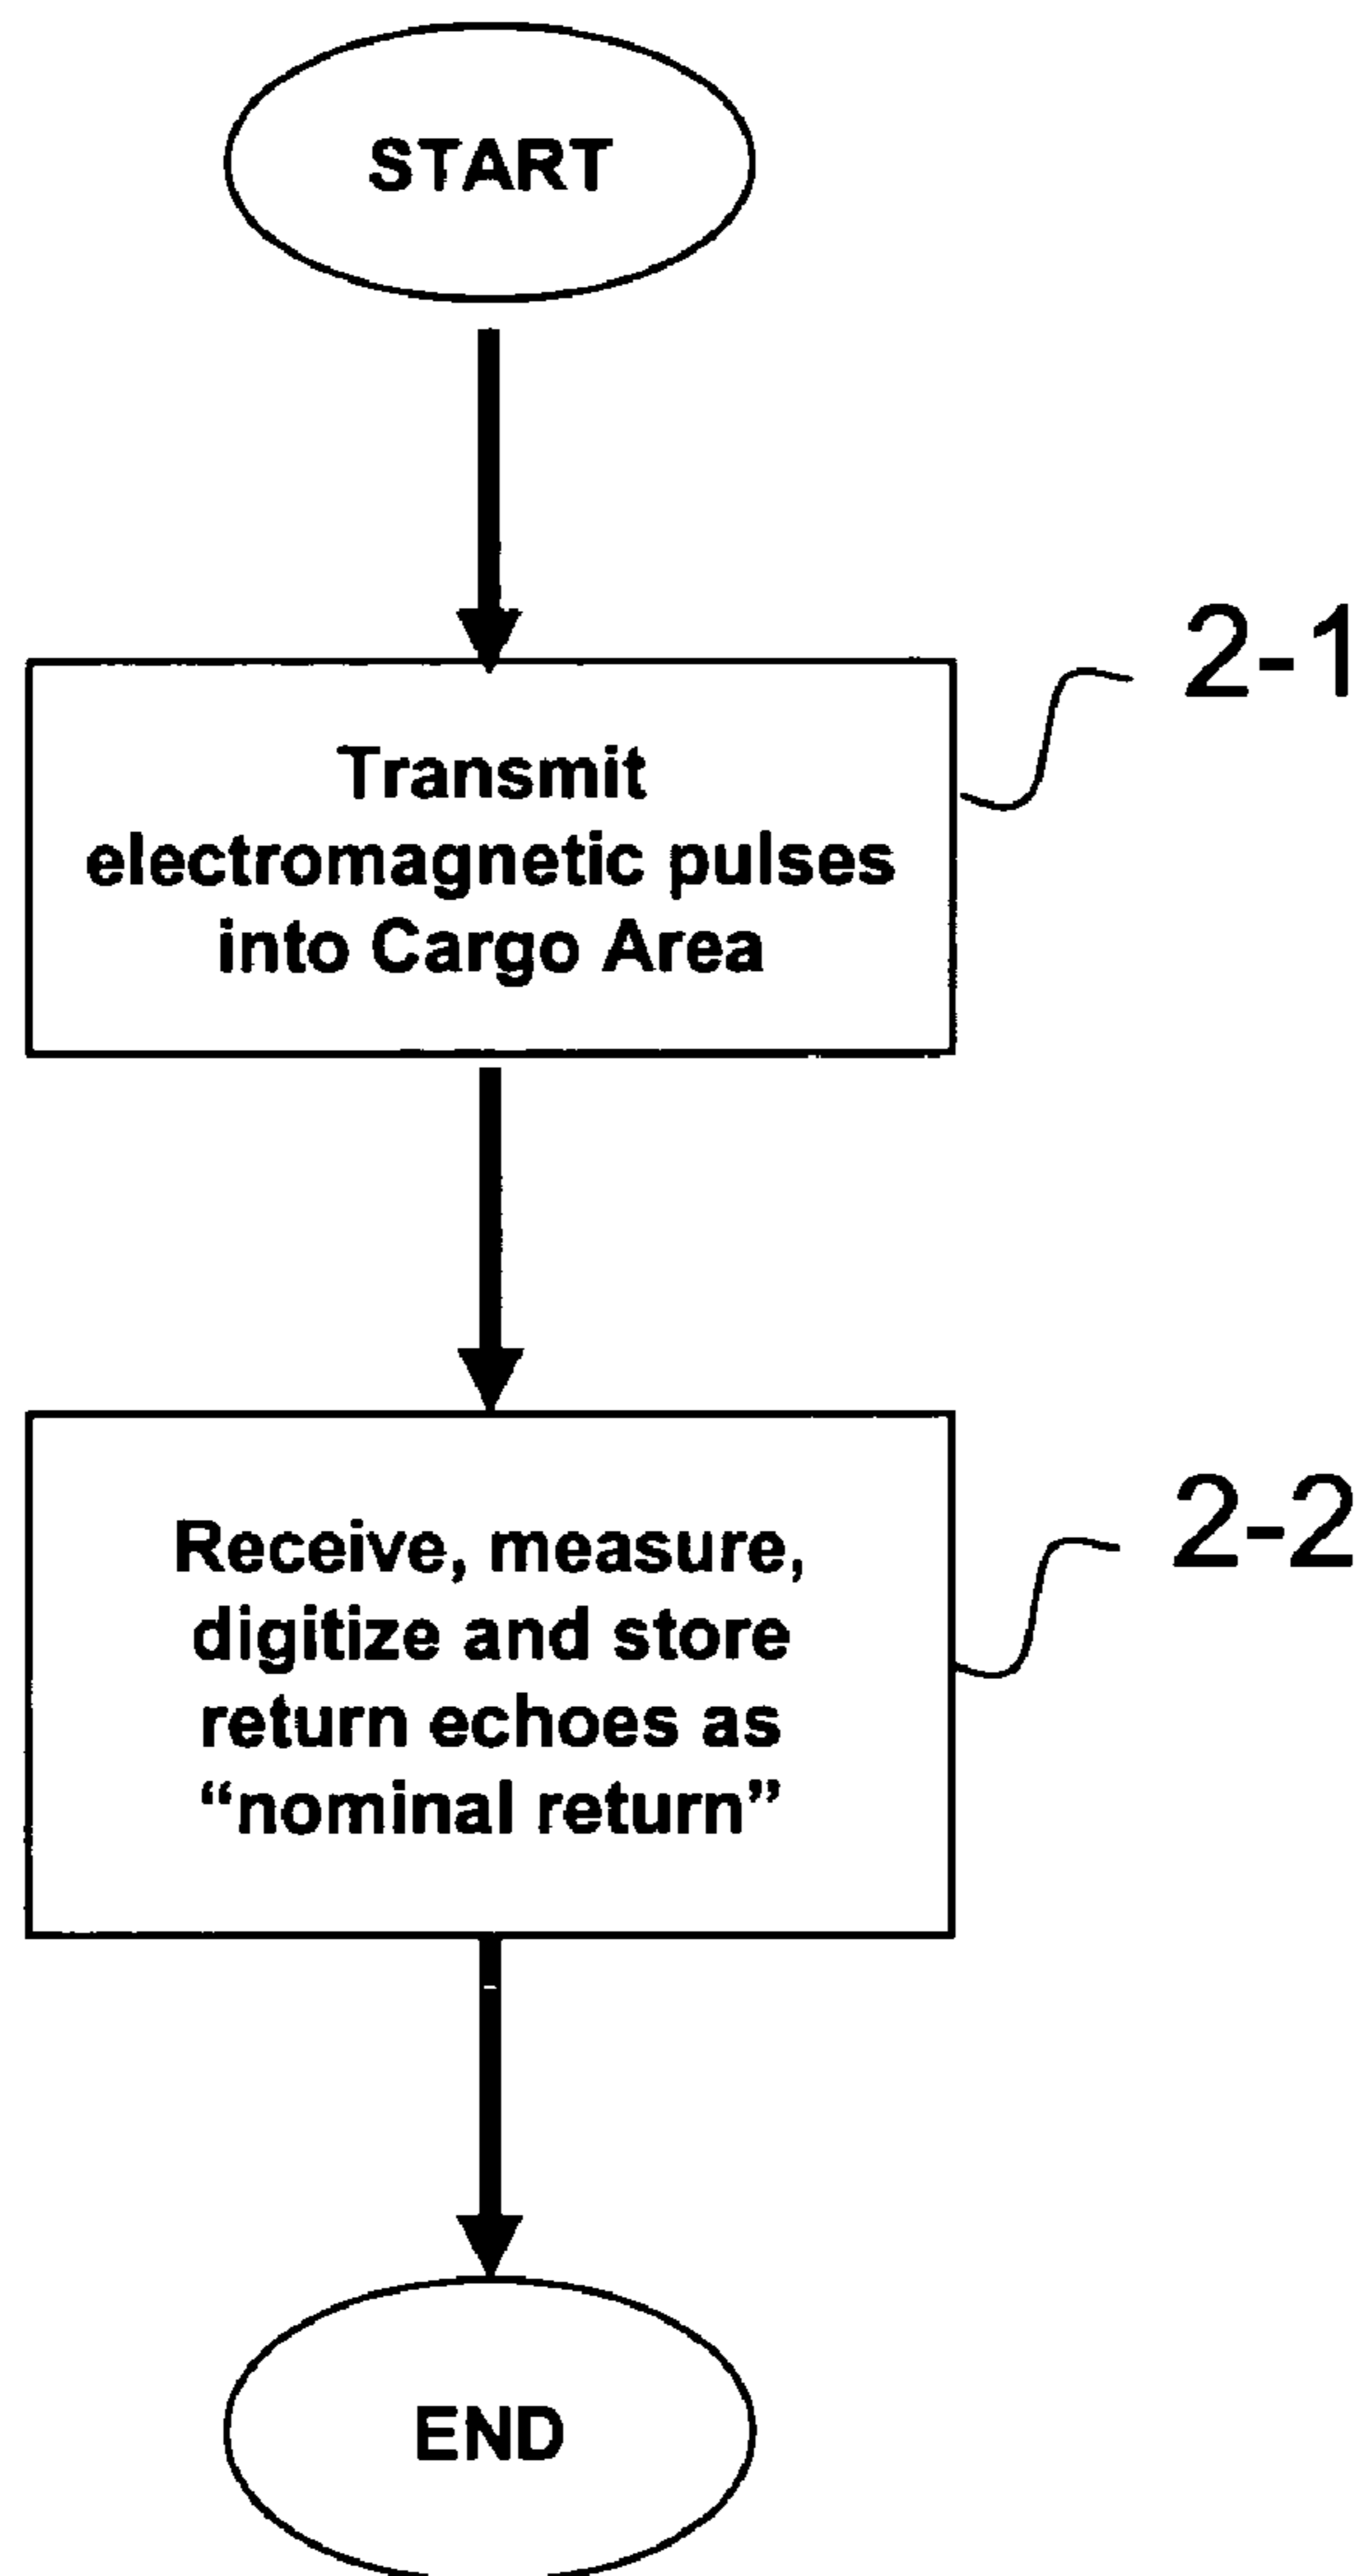 START
2-1
Transmit
electromagnetic pulses
into Cargo Area
2-2
Receive, measure,
digitize and store
return echoes as
“nominal return”
END